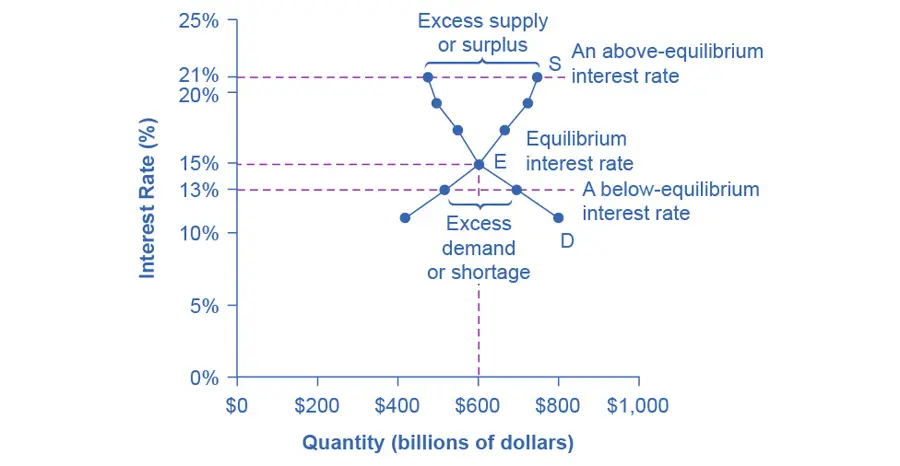 25%
Excess supply
or surplus
S
An above-equilibrium
interest rate
21%
20%
Equilibrium
interest rate
15%
E
13%
A below-equilibrium
interest rate
Excess
demand
or shortage
10%
D
5%
0%
Interest Rate (%)
$0 $200 $400 $600 $800 $1,000
Quantity (billions of dollars)